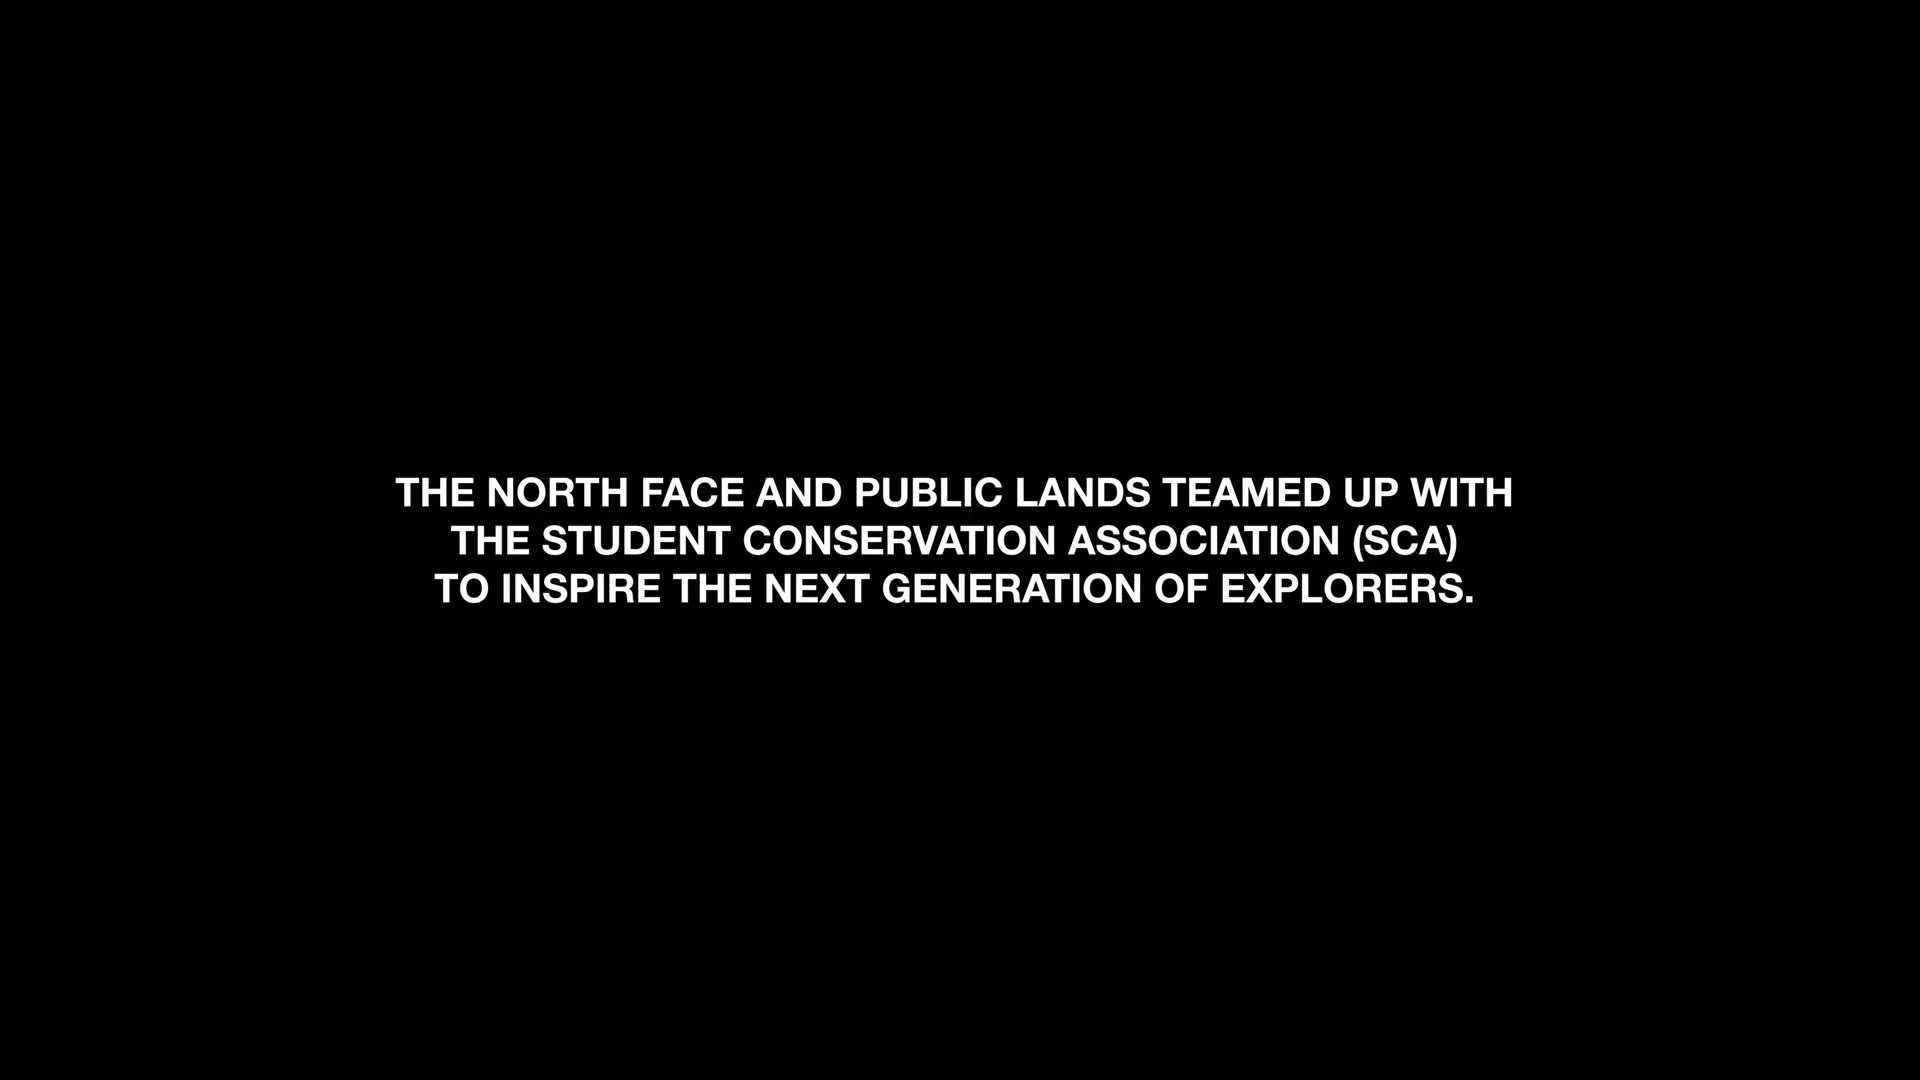 THE NORTH FACE AND PUBLIC LANDS TEAMED UP WITH
THE STUDENT CONSERVATION ASSOCIATION (SCA)
TO INSPIRE THE NEXT GENERATION OF EXPLORERS.